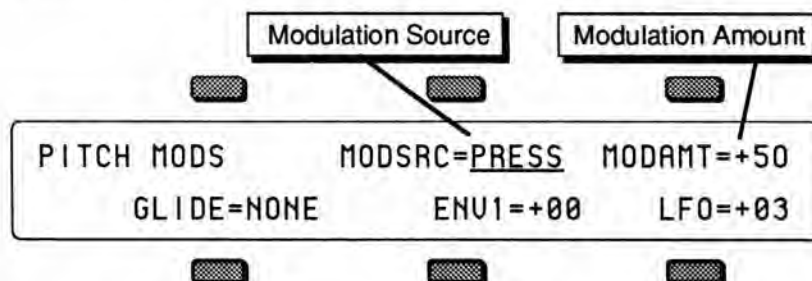 Modulation Source Modulation Amount
PITCH MODS MODSRC=PRESS MODAMT=+50
GLIDE=NONE ENV1=+00 LFO=+03